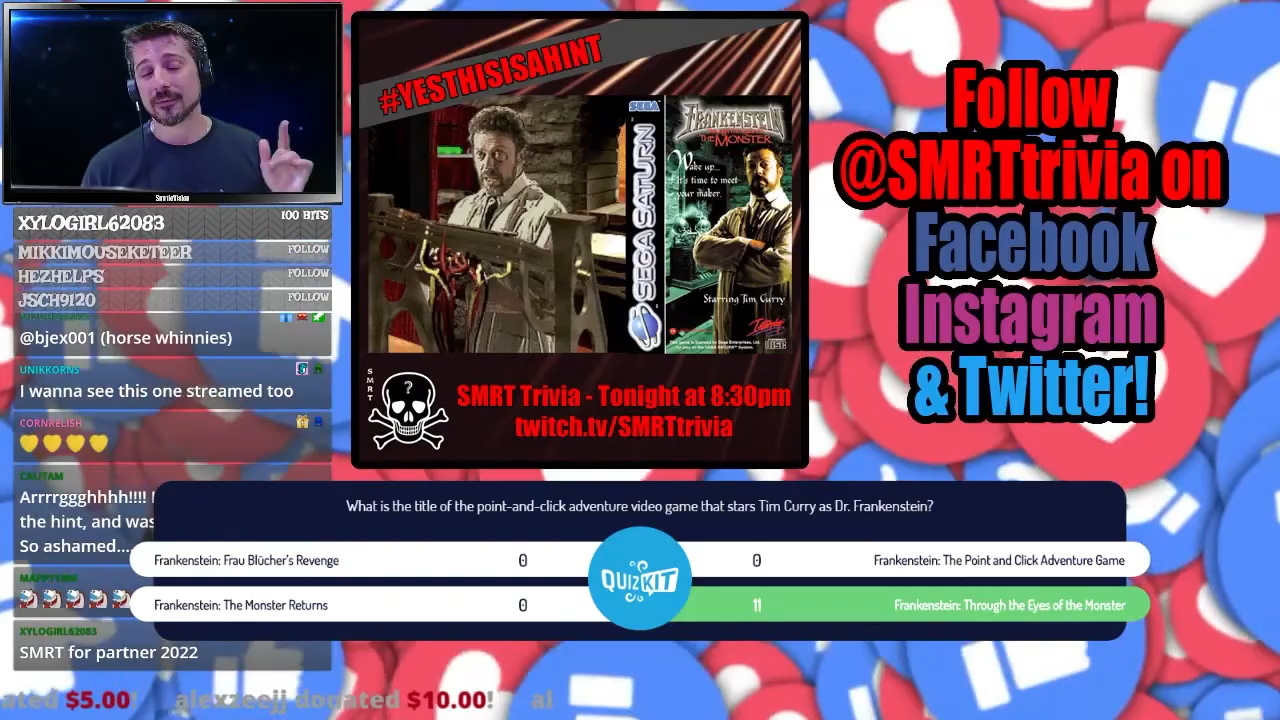 SmrtieVision
XYLOGIRL62083 100 BITS
MIKKIMOUSEKETEER FOLLOW
HEZHELPS FOLLOW
JSCH9120 FOLLOW
@bjex001 (horse whinnies)
UNIKKORNS
I wanna see this one streamed too
CORNRELISH
CALITAM
Arrrrggghhhh!!!!
the hint, and was
So ashamed....
XYLOGIRL62083
SMRT for partner 2022
#YESTHISISAHINT
SEGA
SEGA SATURN
FRANKENSTEIN
THE MONSTER
Wake up...
It's time to meet
your maker.
Starring Tim Curry
SMRT
?
SMRT Trivia - Tonight at 8:30pm
twitch.tv/SMRTtrivia
Follow
@SMRTtrivia on
Facebook
Instagram
& Twitter!
What is the title of the point-and-click adventure video game that stars Tim Curry as Dr. Frankenstein?
Frankenstein: Frau Blücher's Revenge 0
0 Frankenstein: The Point and Click Adventure Game
Frankenstein: The Monster Returns 0
11 Frankenstein: Through the Eyes of the Monster
QUIZKIT
ated $5.00! alexzeejj donated $10.00! al